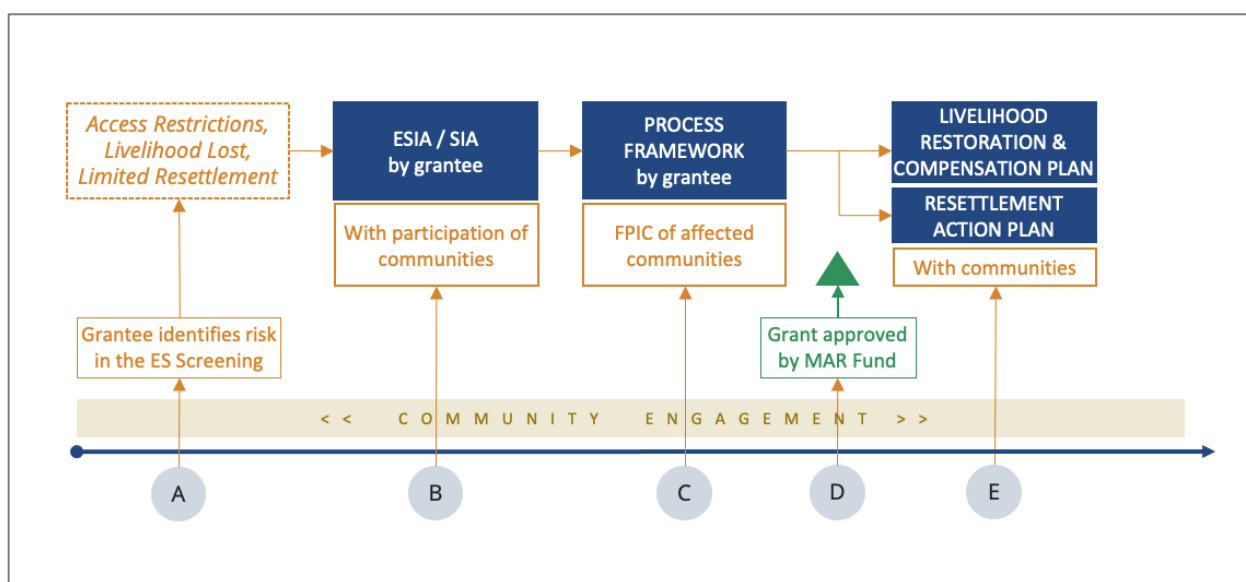 Access Restrictions,
Livelihood Lost,
Limited Resettlement
ESIA / SIA
by grantee
With participation of
communities
PROCESS
FRAMEWORK
by grantee
FPIC of affected
communities
LIVELIHOOD
RESTORATION &
COMPENSATION PLAN
RESETTLEMENT
ACTION PLAN
With communities
Grantee identifies risk
in the ES Screening
Grant approved
by MAR Fund
<< COMMUNITY ENGAGEMENT >>
A
B
C
D
E